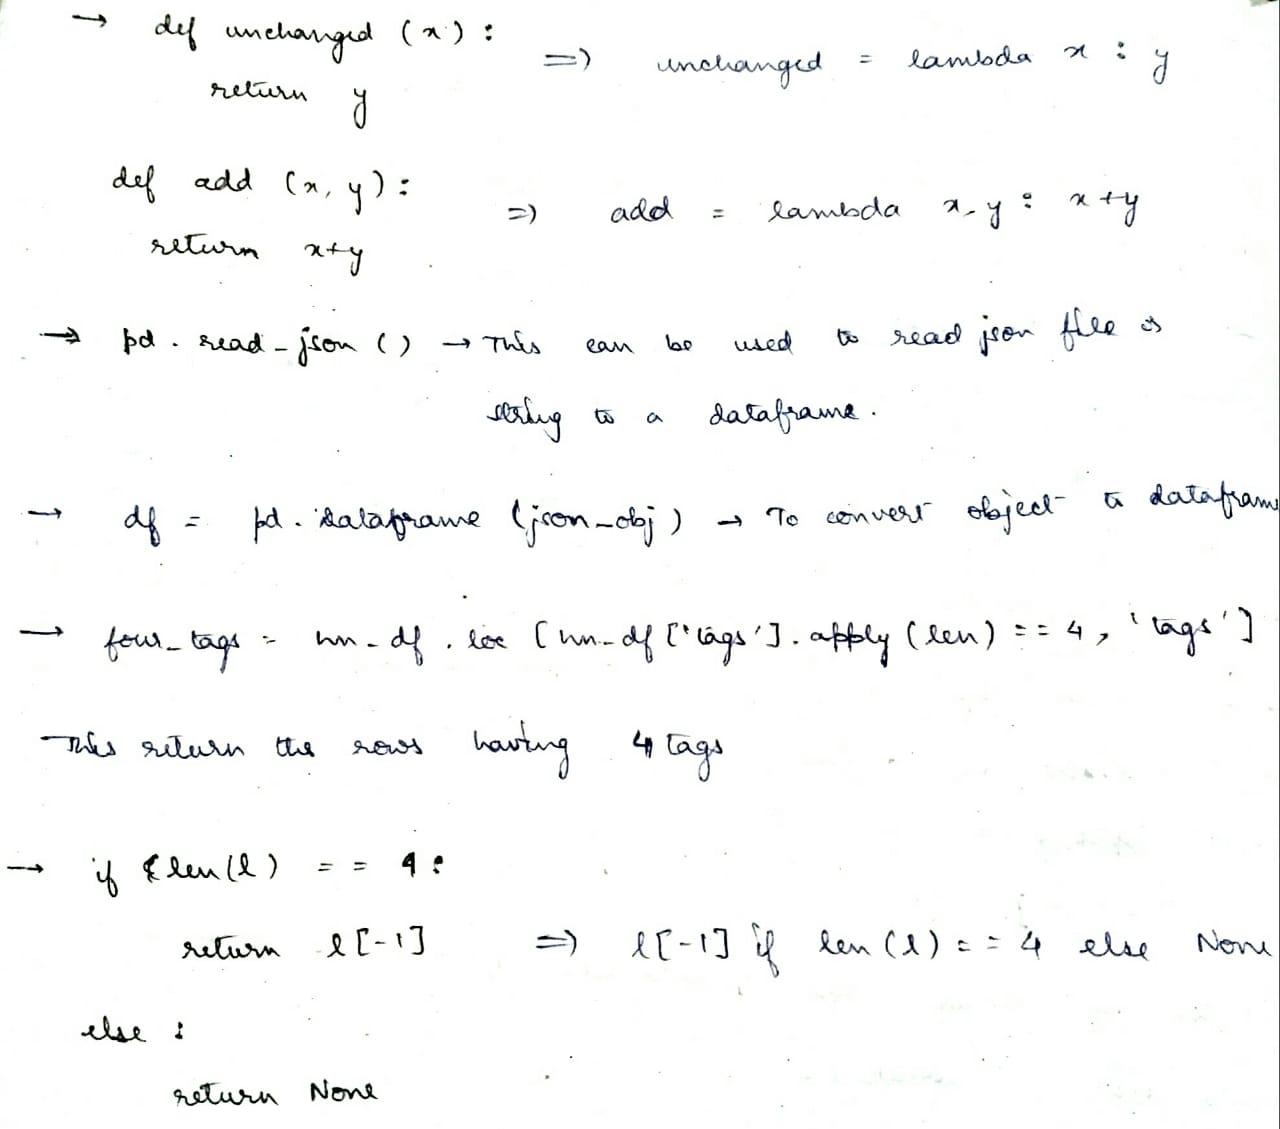 → def unchanged (x) :
return y ⇒ unchanged = lambda x : y
def add (x, y) :
return x+y ⇒ add = lambda x, y : x+y
→ pd . read_json () → This can be used to read json file or
string to a dataframe.
→ df = pd . dataframe (json_obj) → To convert object to dataframe
→ four_tags = hn_df . loc [hn_df ['tags'] . apply (len) == 4, 'tags']
This return the rows having 4 tags
→ if len(l) == 4 :
return l[-1] ⇒ l[-1] if len(l) == 4 else None
else :
return None